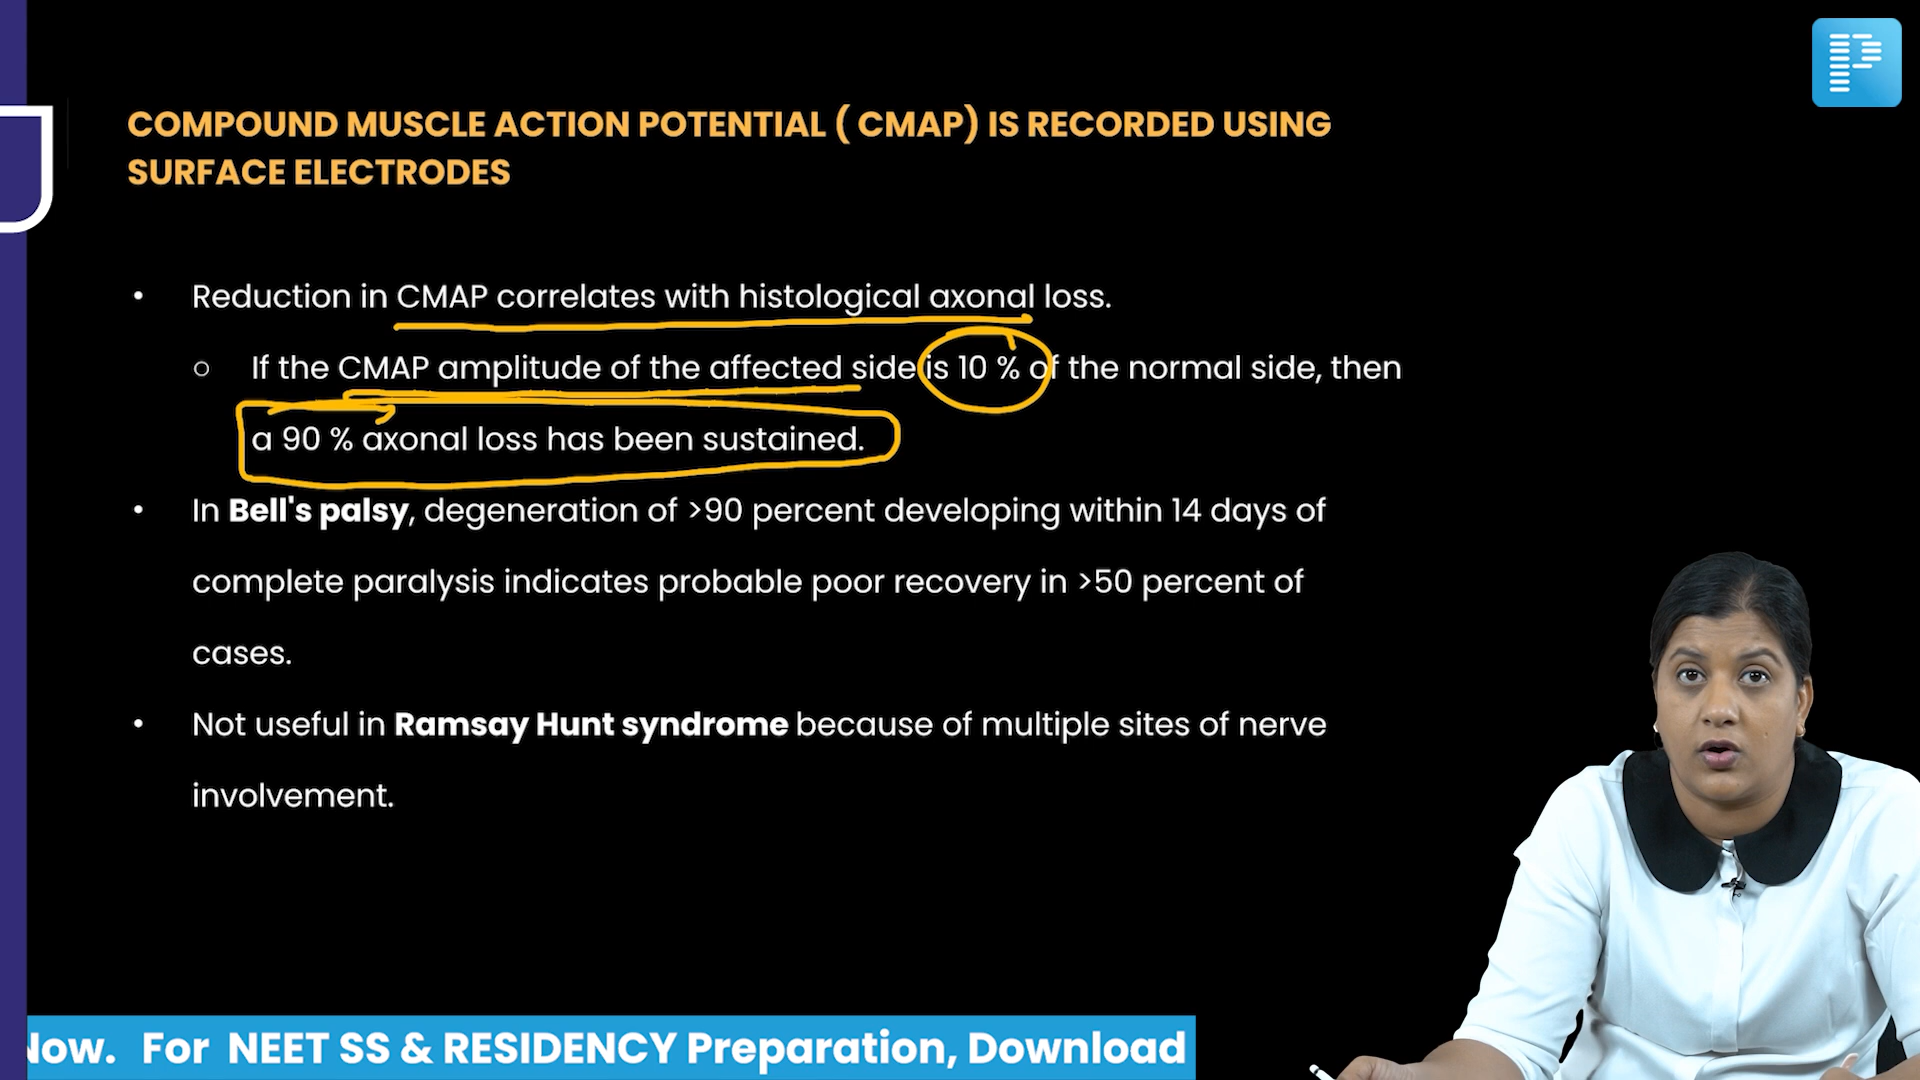 COMPOUND MUSCLE ACTION POTENTIAL ( CMAP) IS RECORDED USING
SURFACE ELECTRODES
• Reduction in CMAP correlates with histological axonal loss.
○ If the CMAP amplitude of the affected side is 10 % of the normal side, then
a 90 % axonal loss has been sustained.
• In Bell's palsy, degeneration of >90 percent developing within 14 days of
complete paralysis indicates probable poor recovery in >50 percent of
cases.
• Not useful in Ramsay Hunt syndrome because of multiple sites of nerve
involvement.
Now. For NEET SS & RESIDENCY Preparation, Download